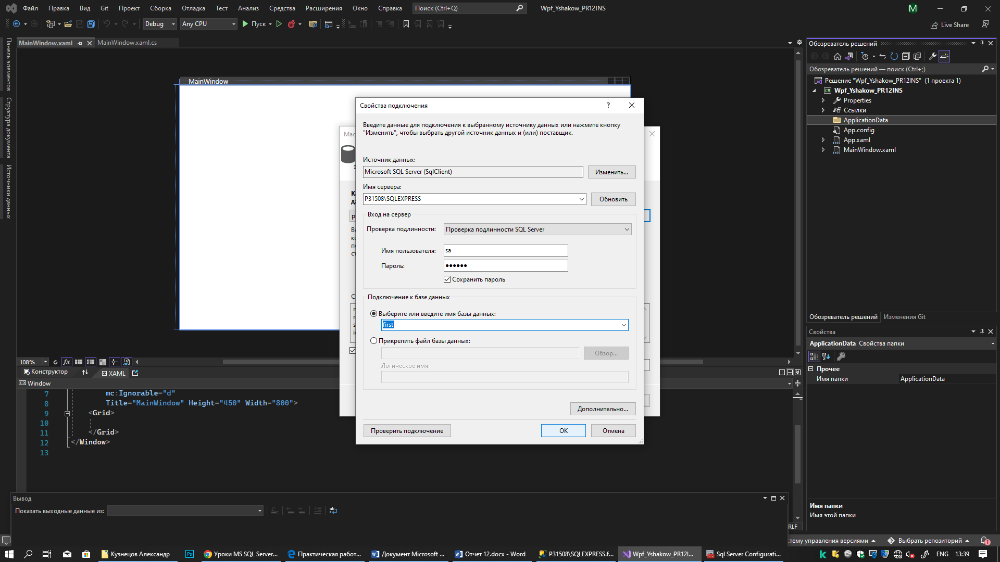 Файл Правка Вид Git Проект Сборка Отладка Тест Анализ Средства Расширения Окно Справка Поиск (Ctrl+Q) Wpf_Yshakow_PR12INS M
Debug Any CPU Пуск Live Share
MainWindow.xaml MainWindow.xaml.cs
Панель элементов
Структура документа
Источники данных
MainWindow
Свойства подключения ?
Введите данные для подключения к выбранному источнику данных или нажмите кнопку
"Изменить", чтобы выбрать другой источник данных и (или) поставщик.
Источник данных:
Microsoft SQL Server (SqlClient) Изменить...
Имя сервера:
P31508\SQLEXPRESS Обновить
Вход на сервер
Проверка подлинности: Проверка подлинности SQL Server
Имя пользователя: sa
Пароль: ••••••
Сохранить пароль
Подключение к базе данных
Выберите или введите имя базы данных:
first
Прикрепить файл базы данных:
Обзор...
Логическое имя:
Дополнительно...
Проверить подключение OK Отмена
Обозреватель решений
Обозреватель решений — поиск (Ctrl+;)
Решение "Wpf_Yshakow_PR12INS" (1 проекта 1)
C# Wpf_Yshakow_PR12INS
Properties
Ссылки
ApplicationData
App.config
App.xaml
MainWindow.xaml
Обозреватель решений Изменения Git
Свойства
ApplicationData Свойства папки
Прочее
Имя папки ApplicationData
Имя папки
Имя этой папки
108% fx
Конструктор XAML
Window
7 mc:Ignorable="d"
8 Title="MainWindow" Height="450" Width="800">
9 <Grid>
10
11 </Grid>
12 </Window>
13
Вывод
Показать выходные данные из:
RLF
стему управления версиями Выбрать репозиторий 1
Кузнецов Александр Ps Уроки MS SQL Server... Практическая работ... Документ Microsoft ... Отчет 12.docx - Word P31508\SQLEXPRESS.f... Wpf_Yshakow_PR12I... Sql Server Configurati... ENG 13:39